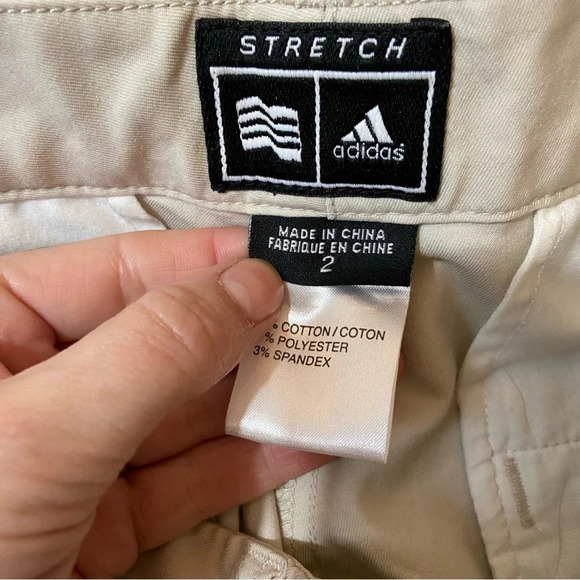 STRETCH
adidas
MADE IN CHINA
FABRIQUE EN CHINE
2
% COTTON/COTON
% POLYESTER
3% SPANDEX